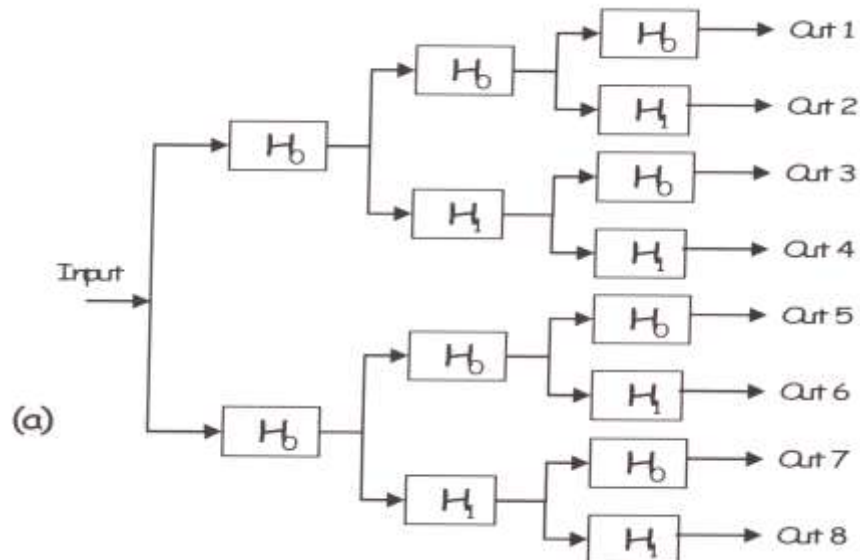 H0 Out 1
H0
H1 Out 2
H0
H0 Out 3
H1
H1 Out 4
Input
H0 Out 5
H0
H1 Out 6
(a)
H0
H0 Out 7
H1
H1 Out 8